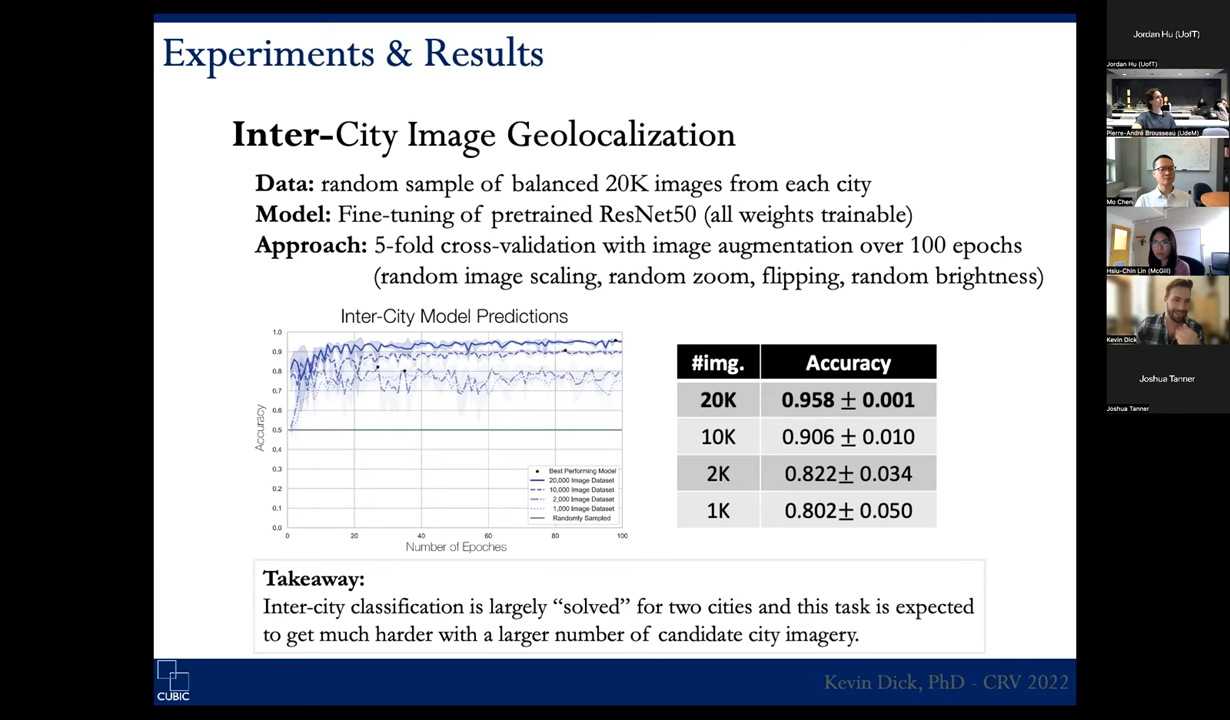 Experiments & Results
Inter-City Image Geolocalization
Data: random sample of balanced 20K images from each city
Model: Fine-tuning of pretrained ResNet50 (all weights trainable)
Approach: 5-fold cross-validation with image augmentation over 100 epochs
(random image scaling, random zoom, flipping, random brightness)
Inter-City Model Predictions
1.0
0.9
0.8
0.7
0.6
0.5
0.4
0.3
0.2
0.1
0.0
Accuracy
Best Performing Model
20,000 Image Dataset
10,000 Image Dataset
2,000 Image Dataset
1,000 Image Dataset
Randomly Sampled
0 20 40 60 80 100
Number of Epoches
#img. Accuracy
20K 0.958 ± 0.001
10K 0.906 ± 0.010
2K 0.822± 0.034
1K 0.802± 0.050
Takeaway:
Inter-city classification is largely “solved” for two cities and this task is expected
to get much harder with a larger number of candidate city imagery.
CUBIC
Kevin Dick, PhD - CRV 2022
Jordan Hu (UofT)
Jordan Hu (UofT)
Pierre-André Brousseau (UdeM)
Mo Chen
Hsiu-Chin Lin (McGill)
Kevin Dick
Joshua Tanner
Joshua Tanner